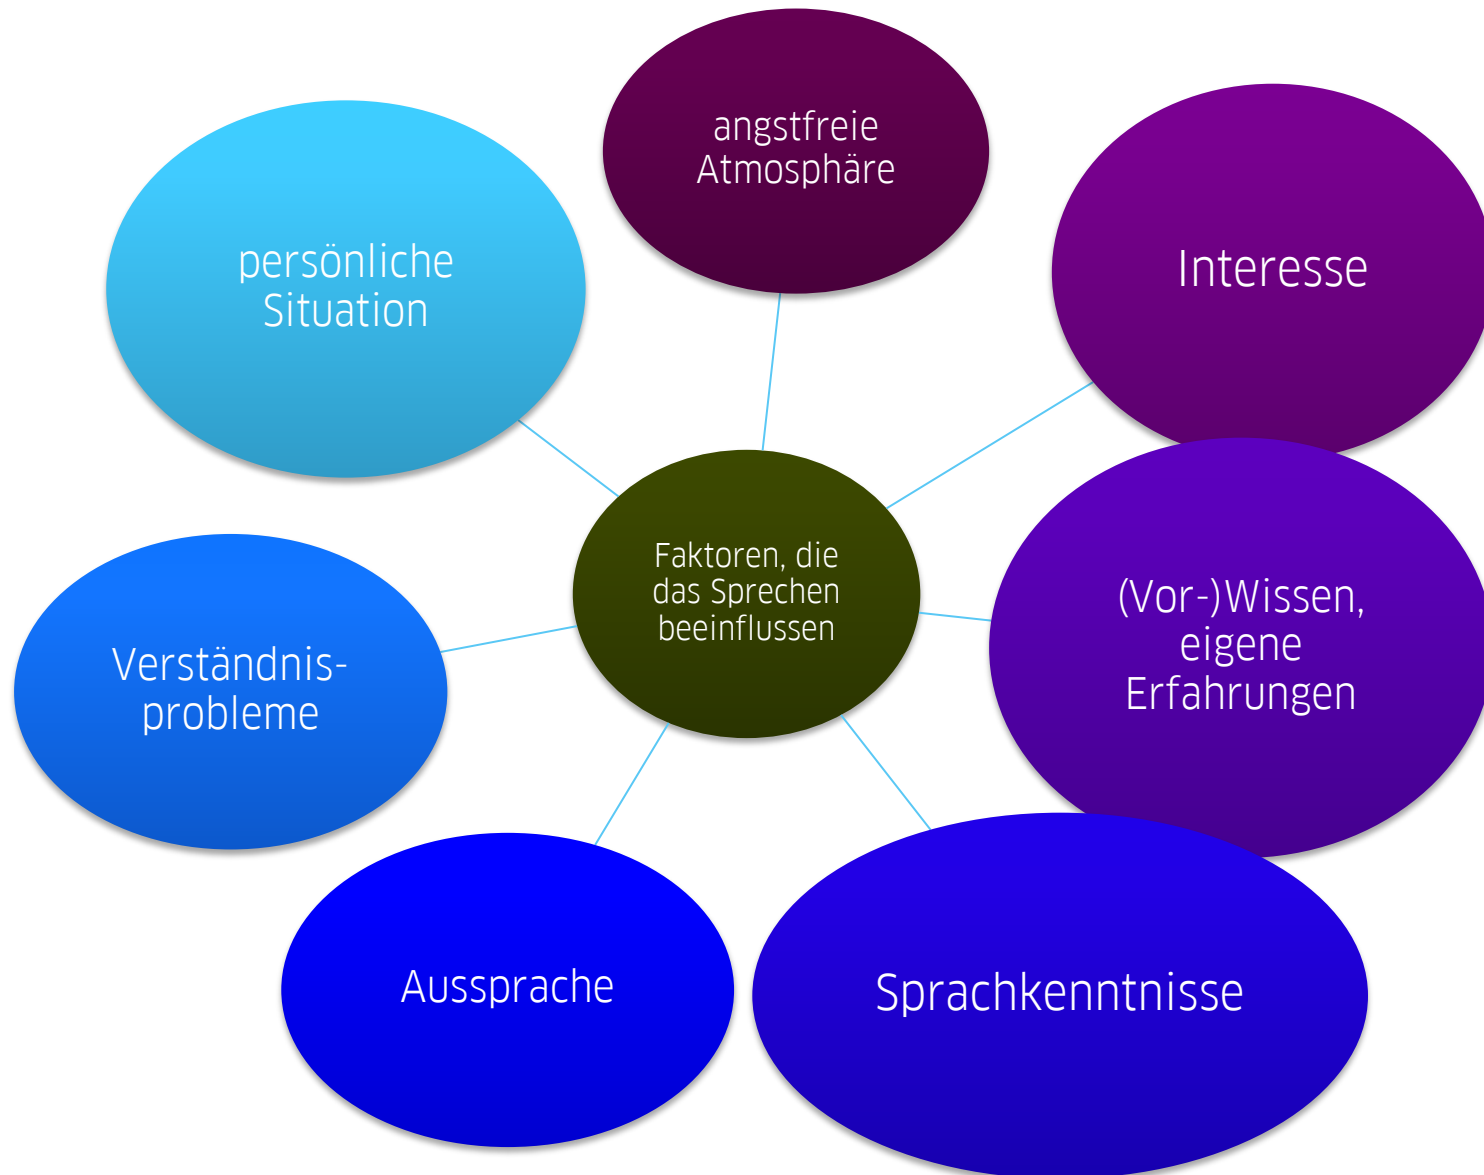 angstfreie
Atmosphäre
Interesse
persönliche
Situation
Faktoren, die
das Sprechen
beeinflussen
(Vor-)Wissen,
eigene
Erfahrungen
Verständnis-
probleme
Aussprache
Sprachkenntnisse